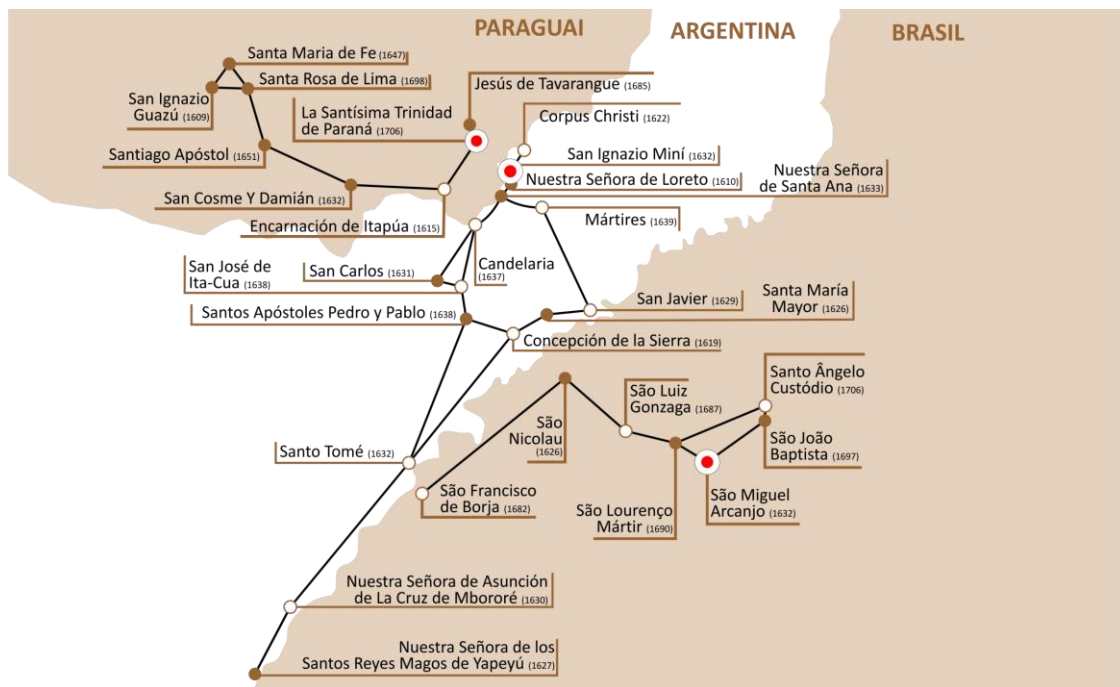 PARAGUAI
ARGENTINA
BRASIL
Santa Maria de Fe (1647)
Santa Rosa de Lima (1698)
San Ignazio
Guazú (1609)
Santiago Apóstol (1651)
La Santísima Trinidad
de Paraná (1706)
Jesús de Tavarangue (1685)
Corpus Christi (1622)
San Ignazio Miní (1632)
Nuestra Señora de Loreto (1610)
Nuestra Señora
de Santa Ana (1633)
San Cosme Y Damián (1632)
Encarnación de Itapúa (1615)
Mártires (1639)
San José de
Ita-Cua (1638)
San Carlos (1631)
Candelaria
(1637)
Santos Apóstoles Pedro y Pablo (1638)
San Javier (1629)
Santa María
Mayor (1626)
Concepción de la Sierra (1619)
São Luiz
Gonzaga (1687)
Santo Ângelo
Custódio (1706)
São
Nicolau
(1626)
São João
Baptista (1697)
Santo Tomé (1632)
São Francisco
de Borja (1682)
São Lourenço
Mártir (1690)
São Miguel
Arcanjo (1632)
Nuestra Señora de Asunción
de La Cruz de Mbororé (1630)
Nuestra Señora de los
Santos Reyes Magos de Yapeyú (1627)